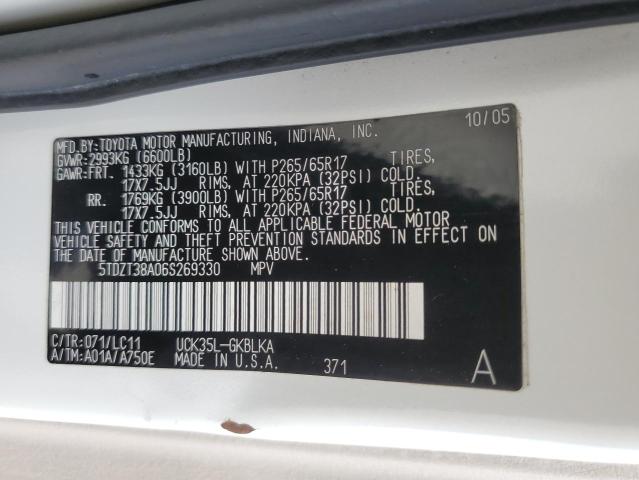 10/05
MFD.BY:TOYOTA MOTOR MANUFACTURING, INDIANA, INC.
GVWR:2993KG (6600LB)
GAWR:FRT. 1433KG (3160LB) WITH P265/65R17 TIRES,
17X7.5JJ RIMS, AT 220KPA (32PSI) COLD.
RR. 1769KG (3900LB) WITH P265/65R17 TIRES,
17X7.5JJ RIMS, AT 220KPA (32PSI) COLD.
THIS VEHICLE CONFORMS TO ALL APPLICABLE FEDERAL MOTOR
VEHICLE SAFETY AND THEFT PREVENTION STANDARDS IN EFFECT ON
THE DATE OF MANUFACTURE SHOWN ABOVE.
5TDZT38A06S269330 MPV
C/TR:071/LC11 UCK35L-GKBLKA
A/TM:A01A/A750E MADE IN U.S.A. 371 A